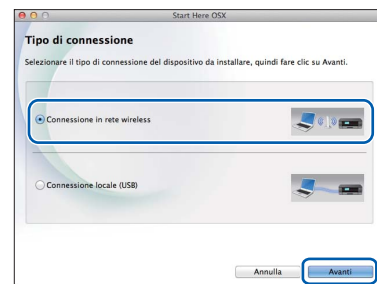 Start Here OSX
Tipo di connessione
Selezionare il tipo di connessione del dispositivo da installare, quindi fare clic su Avanti.
Connessione in rete wireless
Connessione locale (USB)
Annulla
Avanti